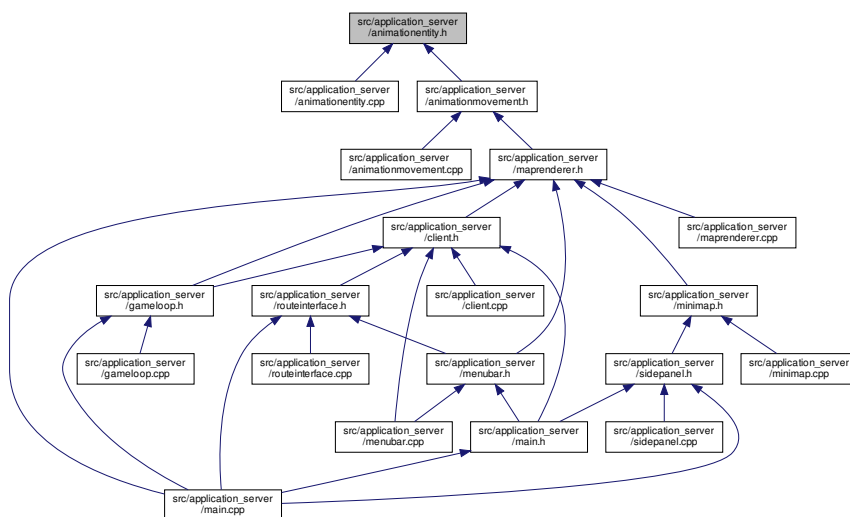 src/application_server
/animationentity.h
src/application_server
/animationentity.cpp
src/application_server
/animationmovement.h
src/application_server
/animationmovement.cpp
src/application_server
/maprenderer.h
src/application_server
/client.h
src/application_server
/maprenderer.cpp
src/application_server
/gameloop.h
src/application_server
/routeinterface.h
src/application_server
/client.cpp
src/application_server
/minimap.h
src/application_server
/gameloop.cpp
src/application_server
/routeinterface.cpp
src/application_server
/menubar.h
src/application_server
/sidepanel.h
src/application_server
/minimap.cpp
src/application_server
/menubar.cpp
src/application_server
/main.h
src/application_server
/sidepanel.cpp
src/application_server
/main.cpp